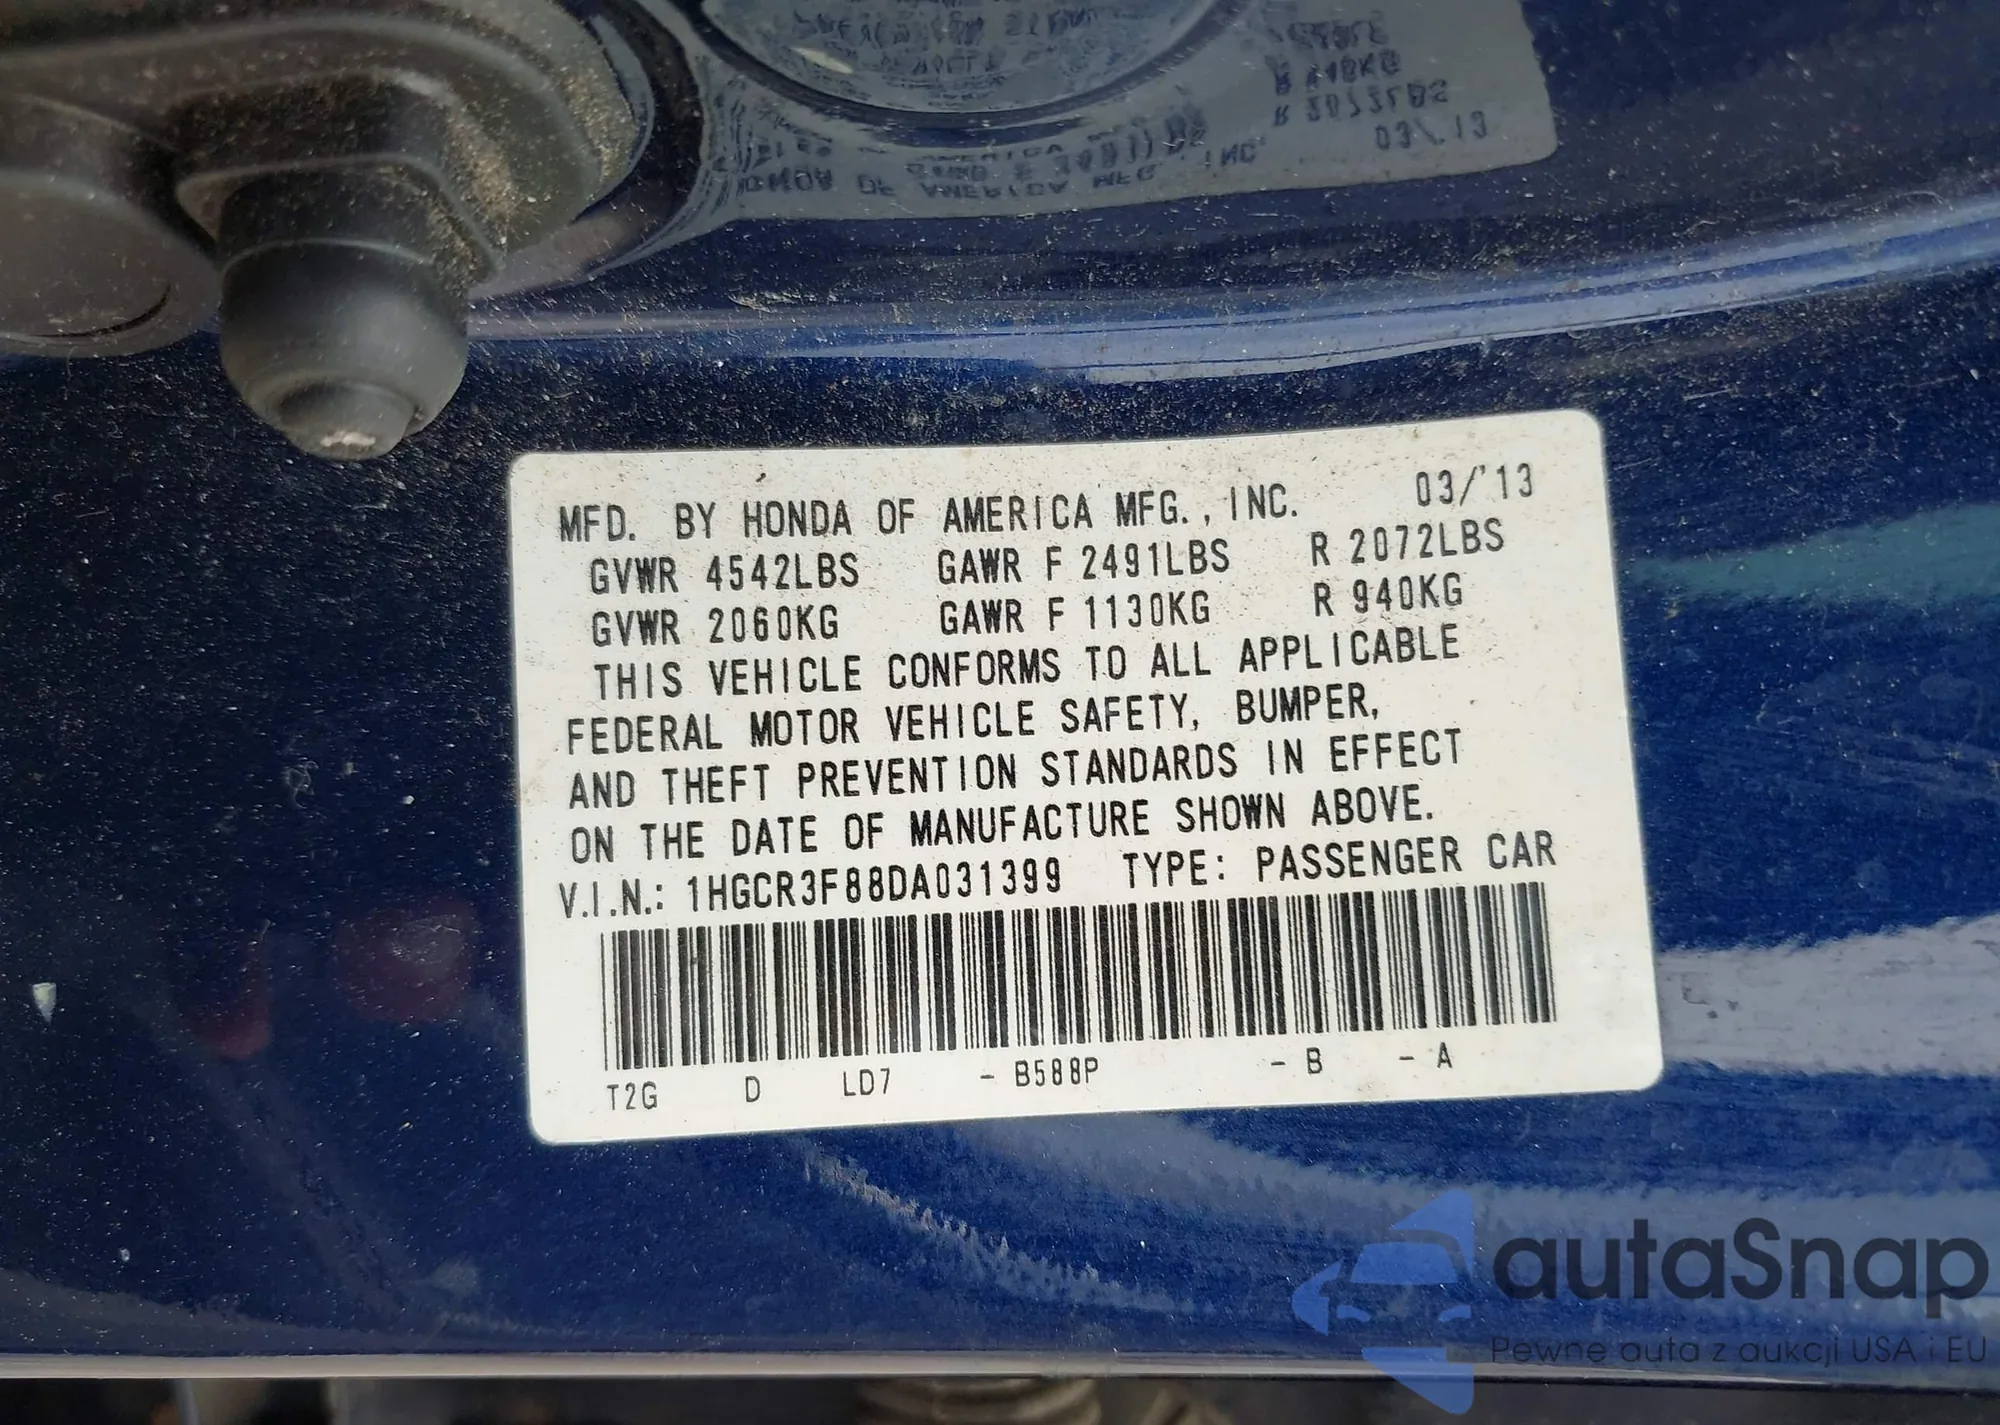 MFD. BY HONDA OF AMERICA MFG., INC. 03/'13
GVWR 4542LBS GAWR F 2491LBS R 2072LBS
GVWR 2060KG GAWR F 1130KG R 940KG
THIS VEHICLE CONFORMS TO ALL APPLICABLE
FEDERAL MOTOR VEHICLE SAFETY, BUMPER,
AND THEFT PREVENTION STANDARDS IN EFFECT
ON THE DATE OF MANUFACTURE SHOWN ABOVE.
V.I.N.: 1HGCR3F88DA031399 TYPE: PASSENGER CAR
T2G D LD7 - B588P - B - A
autaSnap
Pewne auta z aukcji USA i EU